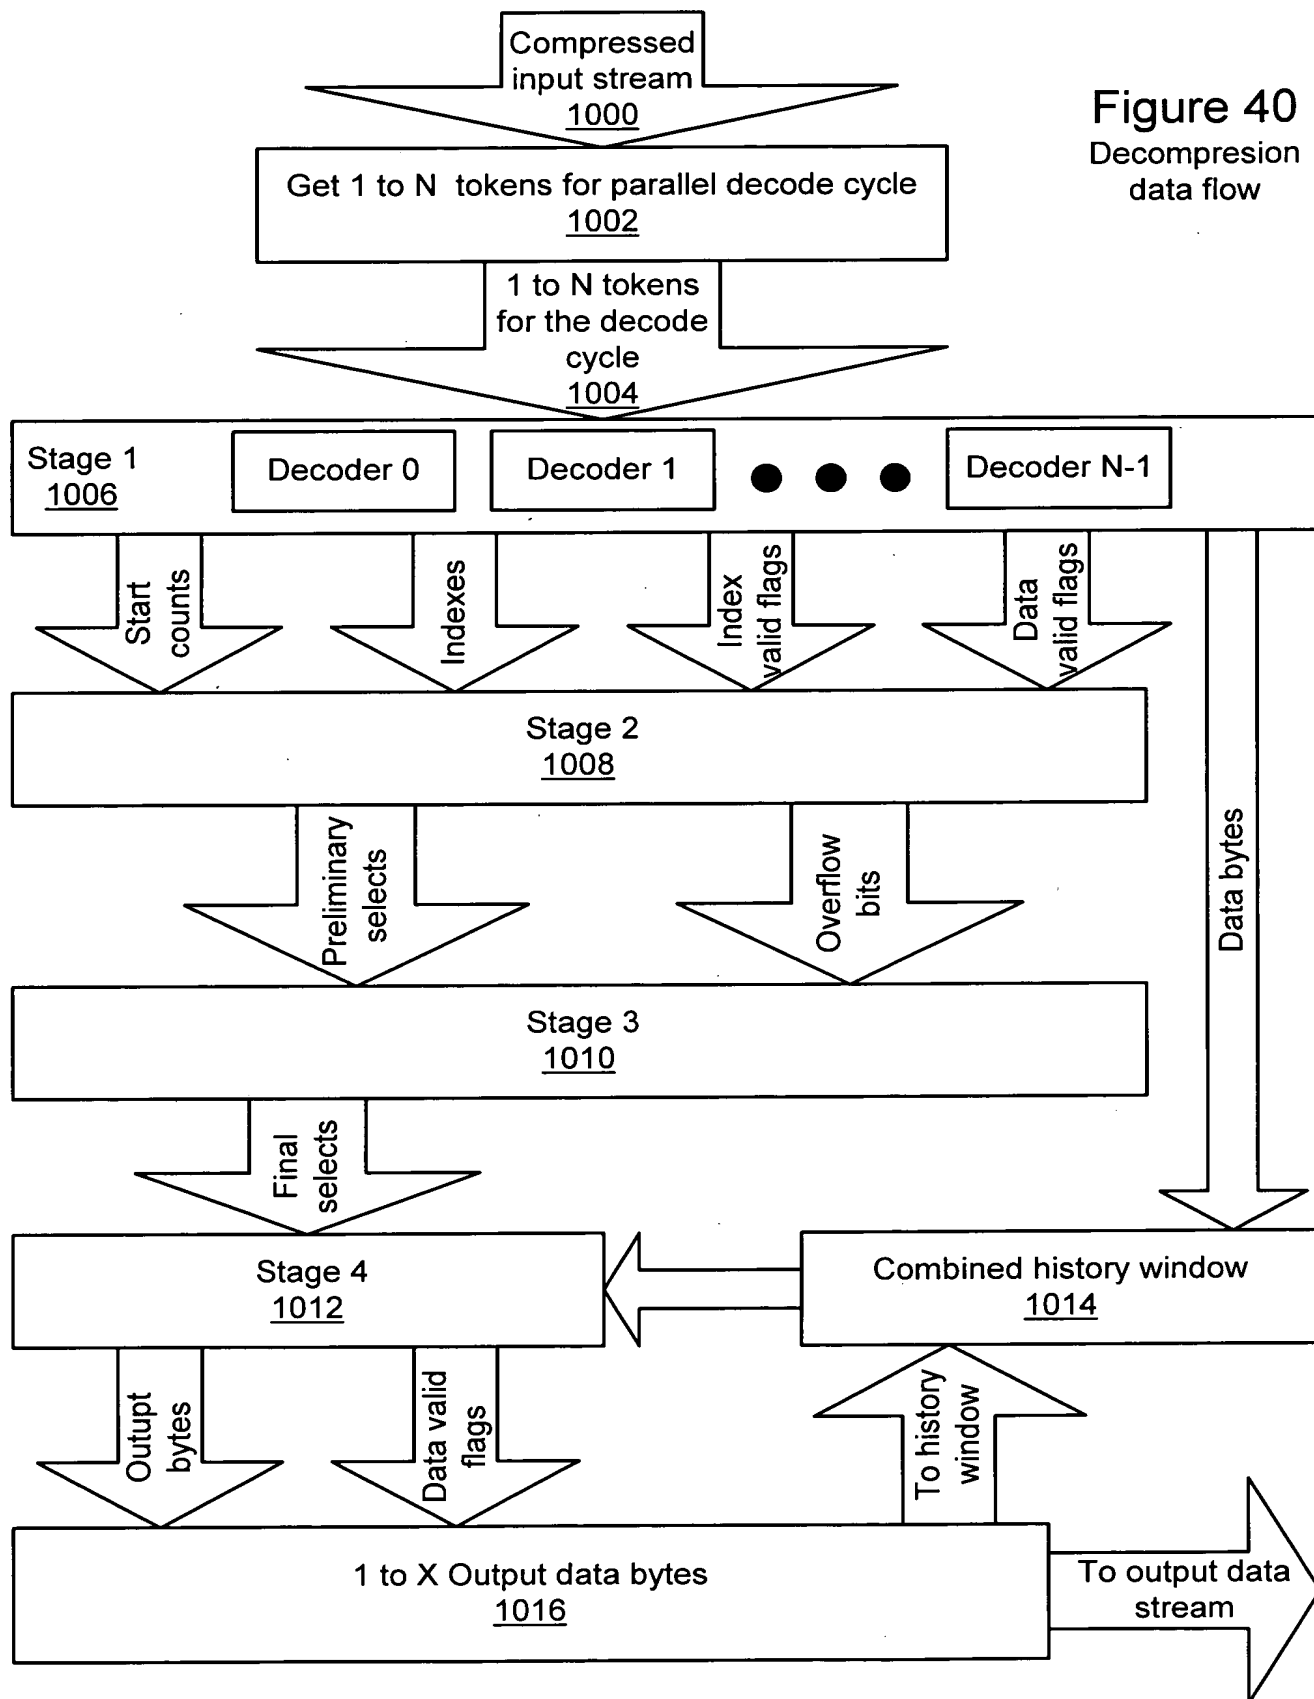 Compressed
input stream
1000
Figure 40
Decompresion
data flow
Get 1 to N tokens for parallel decode cycle
1002
1 to N tokens
for the decode
cycle
1004
Stage 1
1006
Decoder 0
Decoder 1
Decoder N-1
Start
counts
Indexes
Index
valid flags
Data
valid flags
Data bytes
Stage 2
1008
Preliminary
selects
Overflow
bits
Stage 3
1010
Final
selects
Stage 4
1012
Combined history window
1014
Outupt
bytes
Data valid
flags
To history
window
1 to X Output data bytes
1016
To output data
stream